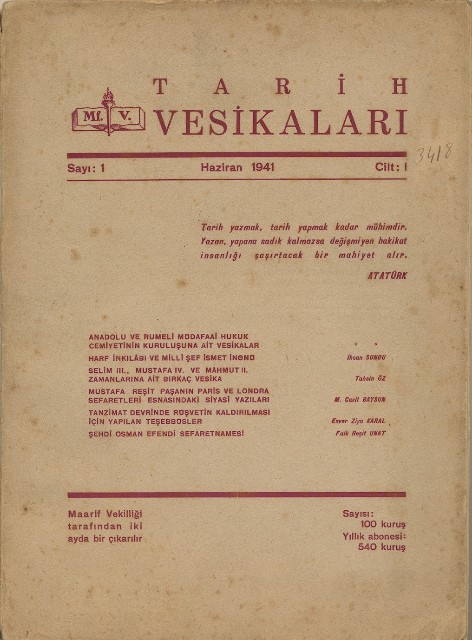 TARİH
Mf. V. VESİKALARI
Sayı: 1 Haziran 1941 Cilt: I
3418
Tarih yazmak, tarih yapmak kadar mühimdir.
Yazan, yapana sadık kalmazsa değişmiyen hakikat
insanlığı şaşırtacak bir mahiyet alır.
ATATÜRK
ANADOLU VE RUMELİ MÜDAFAAİ HUKUK
CEMİYETİNİN KURULUŞUNA AİT VESİKALAR
HARF İNKILÂBI VE MİLLİ ŞEF İSMET İNÖNÜ İhsan SUNGU
SELİM III., MUSTAFA IV. VE MAHMUT II.
ZAMANLARINA AİT BIRKAÇ VESİKA Tahsin ÖZ
MUSTAFA REŞİT PAŞANIN PARİS VE LONDRA
SEFARETLERİ ESNASINDAKİ SİYASİ YAZILARI M. Cavit BAYSUN
TANZİMAT DEVRİNDE RÜŞVETİN KALDIRILMASI
İÇİN YAPILAN TEŞEBBÜSLER Enver Ziya KARAL
ŞEHDİ OSMAN EFENDİ SEFARETNAMESİ Faik Reşit UNAT
Maarif Vekilliği
tarafından iki
ayda bir çıkarılır
Sayısı:
100 kuruş
Yıllık abonesi:
540 kuruş